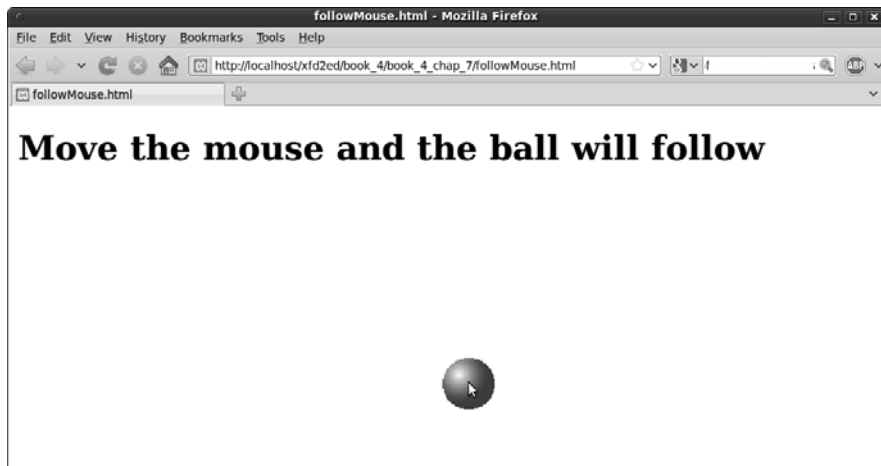 followMouse.html - Mozilla Firefox
File Edit View History Bookmarks Tools Help
http://localhost/xfd2ed/book_4/book_4_chap_7/followMouse.html
ABP
followMouse.html
Move the mouse and the ball will follow